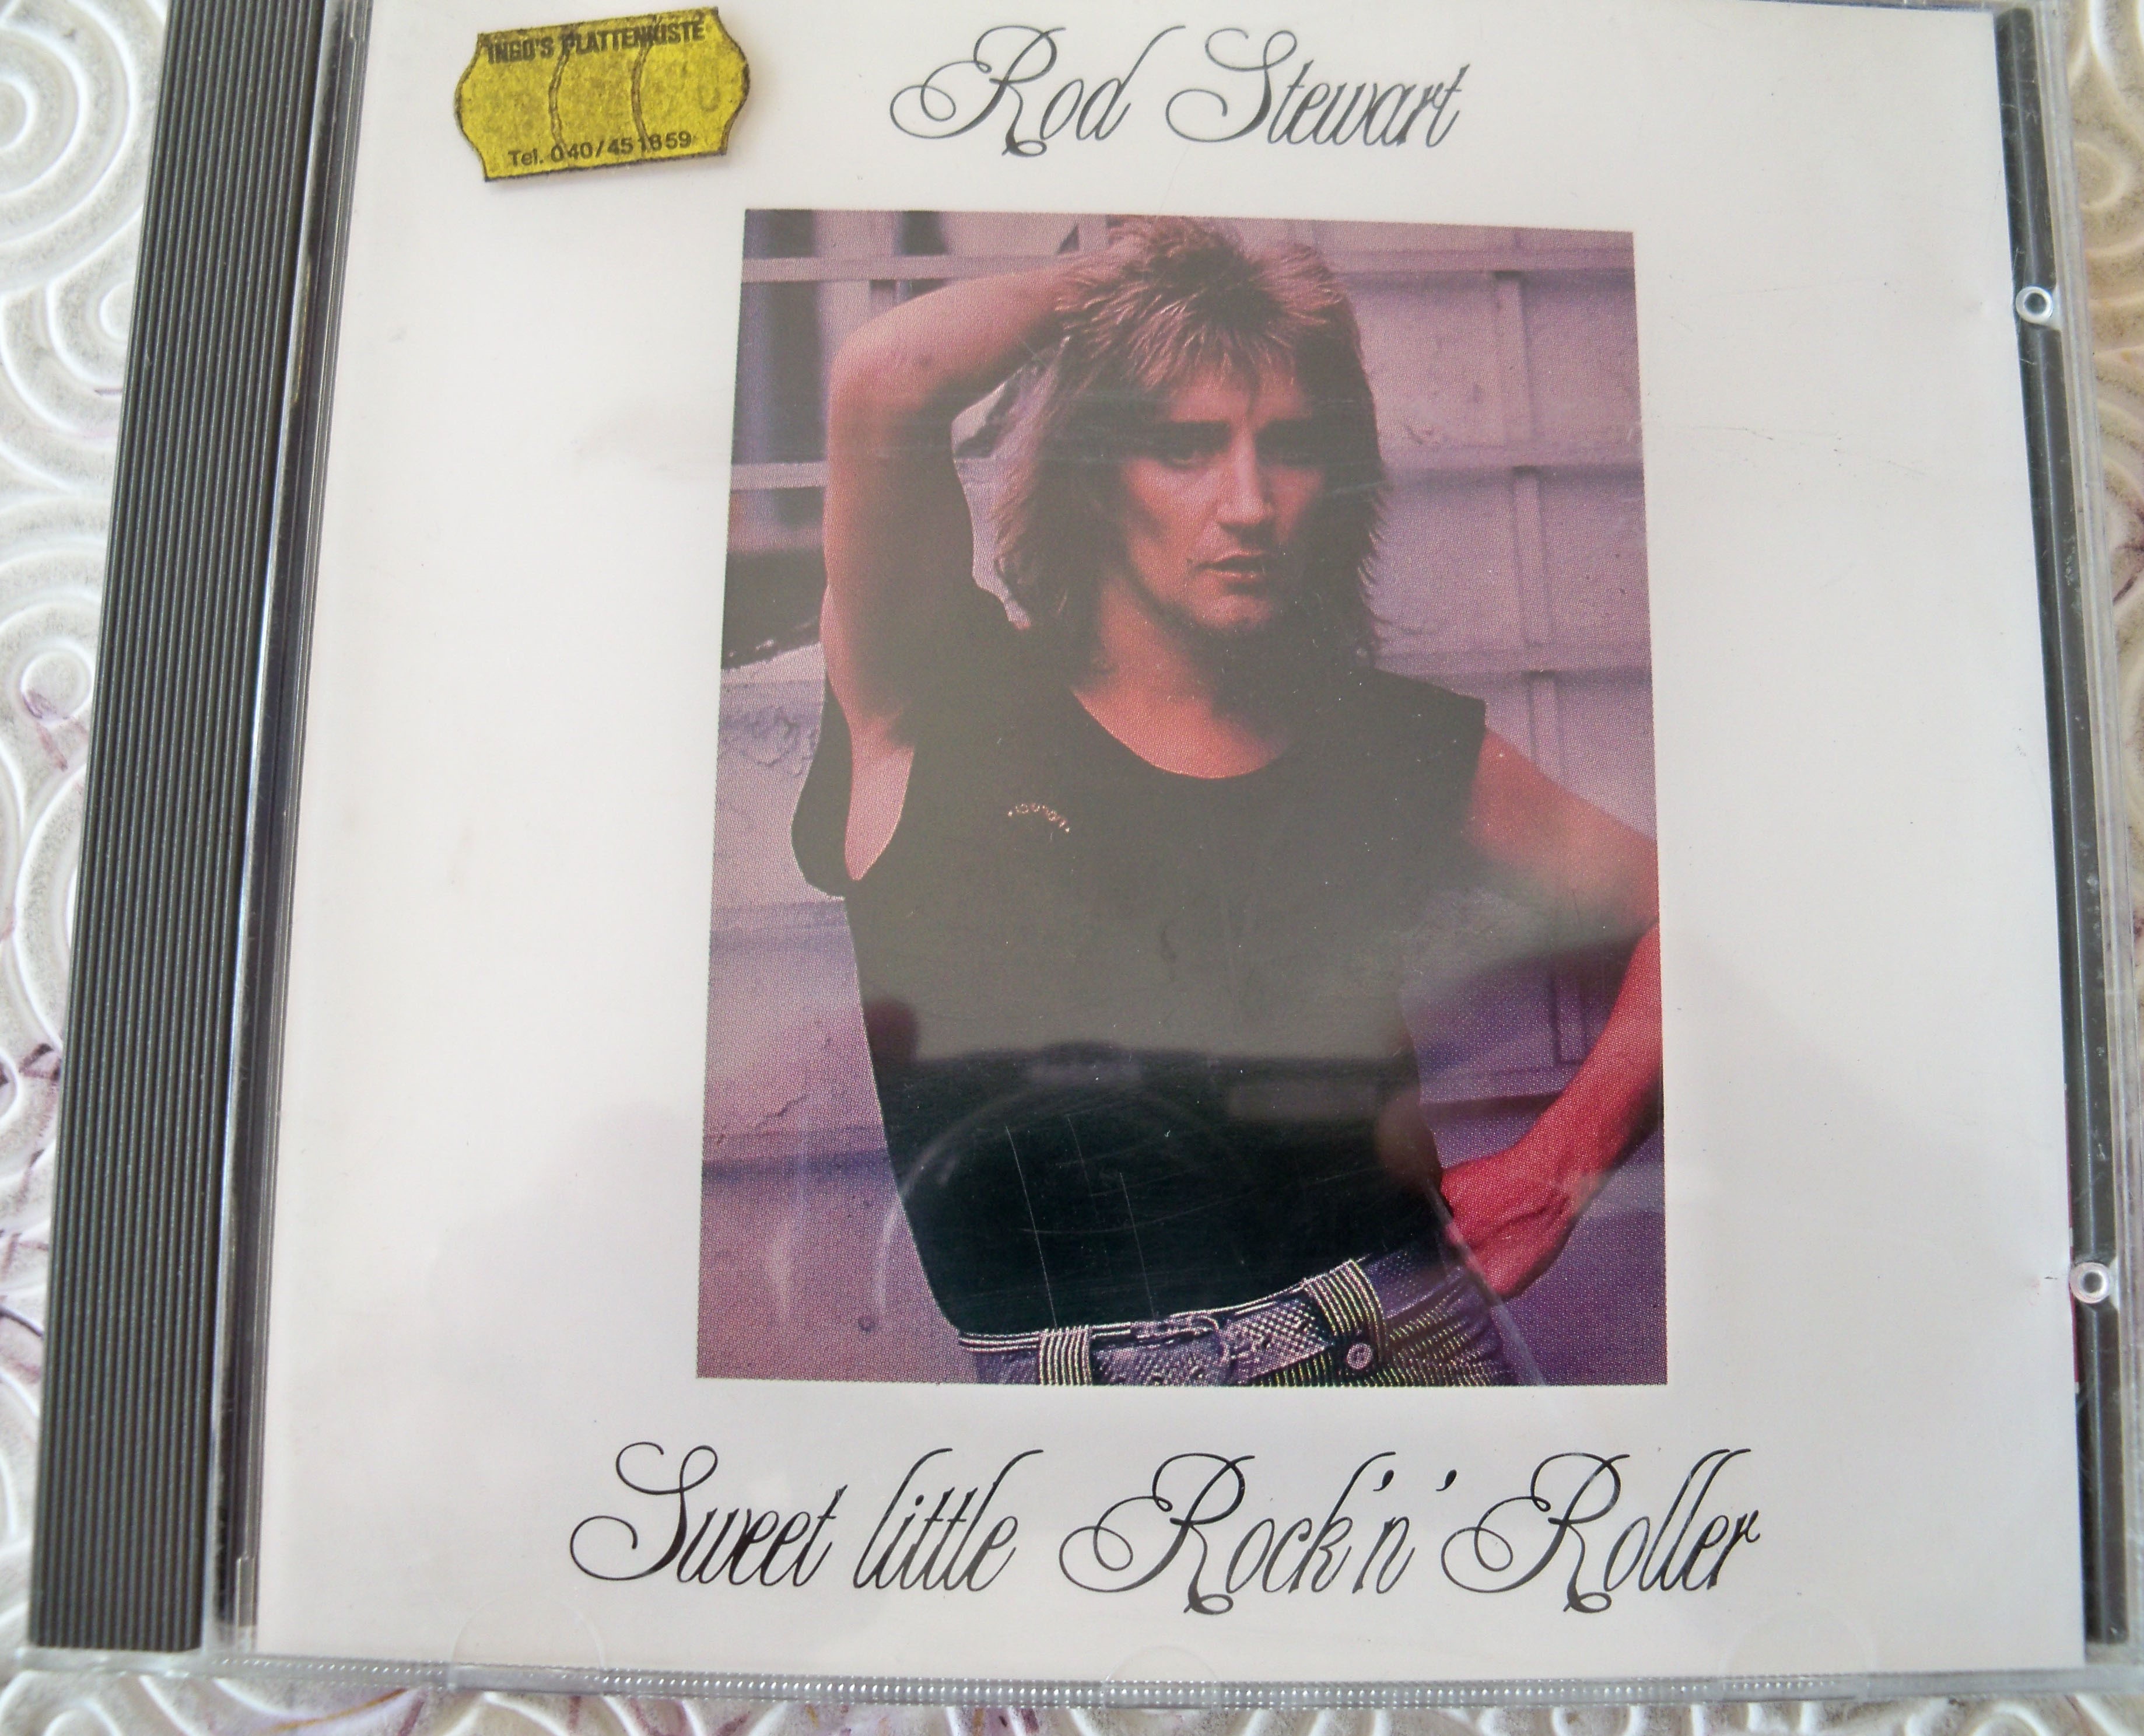 INGO'S PLATTENKISTE
Tel. 040/451859
Rod Stewart
Sweet little Rock'n' Roller